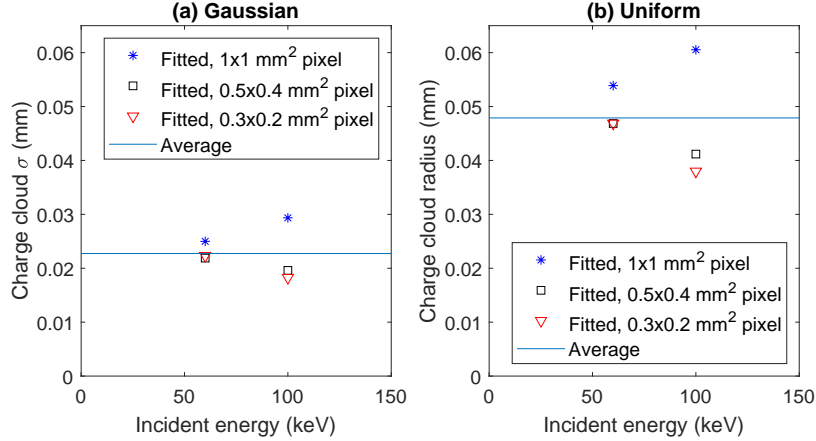 (a) Gaussian
0.06
0.05
0.04
0.03
0.02
0.01
0
Charge cloud σ (mm)
Fitted, 1x1 mm² pixel
Fitted, 0.5x0.4 mm² pixel
Fitted, 0.3x0.2 mm² pixel
Average
0 50 100 150
Incident energy (keV)
(b) Uniform
0.06
0.05
0.04
0.03
0.02
0.01
0
Charge cloud radius (mm)
Fitted, 1x1 mm² pixel
Fitted, 0.5x0.4 mm² pixel
Fitted, 0.3x0.2 mm² pixel
Average
0 50 100 150
Incident energy (keV)